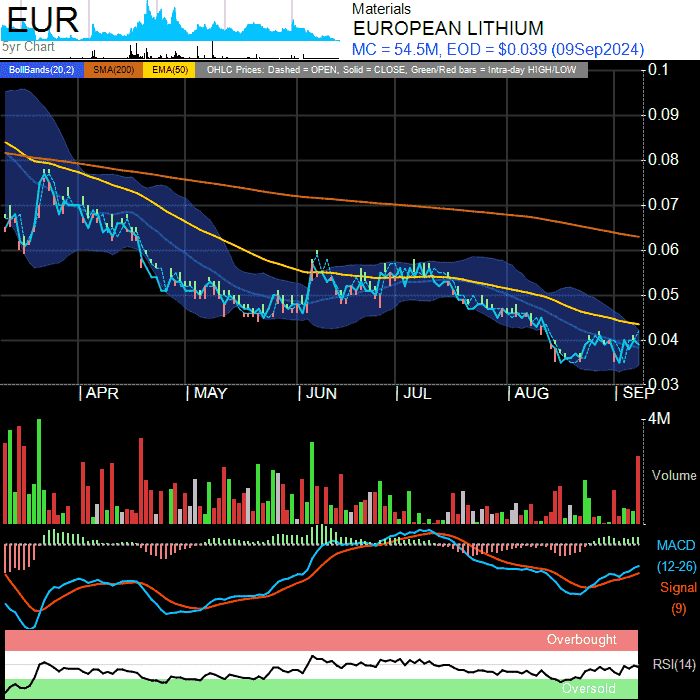 EUR
5yr Chart
Materials
EUROPEAN LITHIUM
MC = 54.5M, EOD = $0.039 (09Sep2024)
BollBands(20,2) SMA(200) EMA(50) OHLC Prices: Dashed = OPEN, Solid = CLOSE, Green/Red bars = Intra-day HIGH/LOW
0.1
0.09
0.08
0.07
0.06
0.05
0.04
0.03
APR MAY JUN JUL AUG SEP
4M
Volume
MACD
(12-26)
Signal
(9)
Overbought
RSI(14)
Oversold